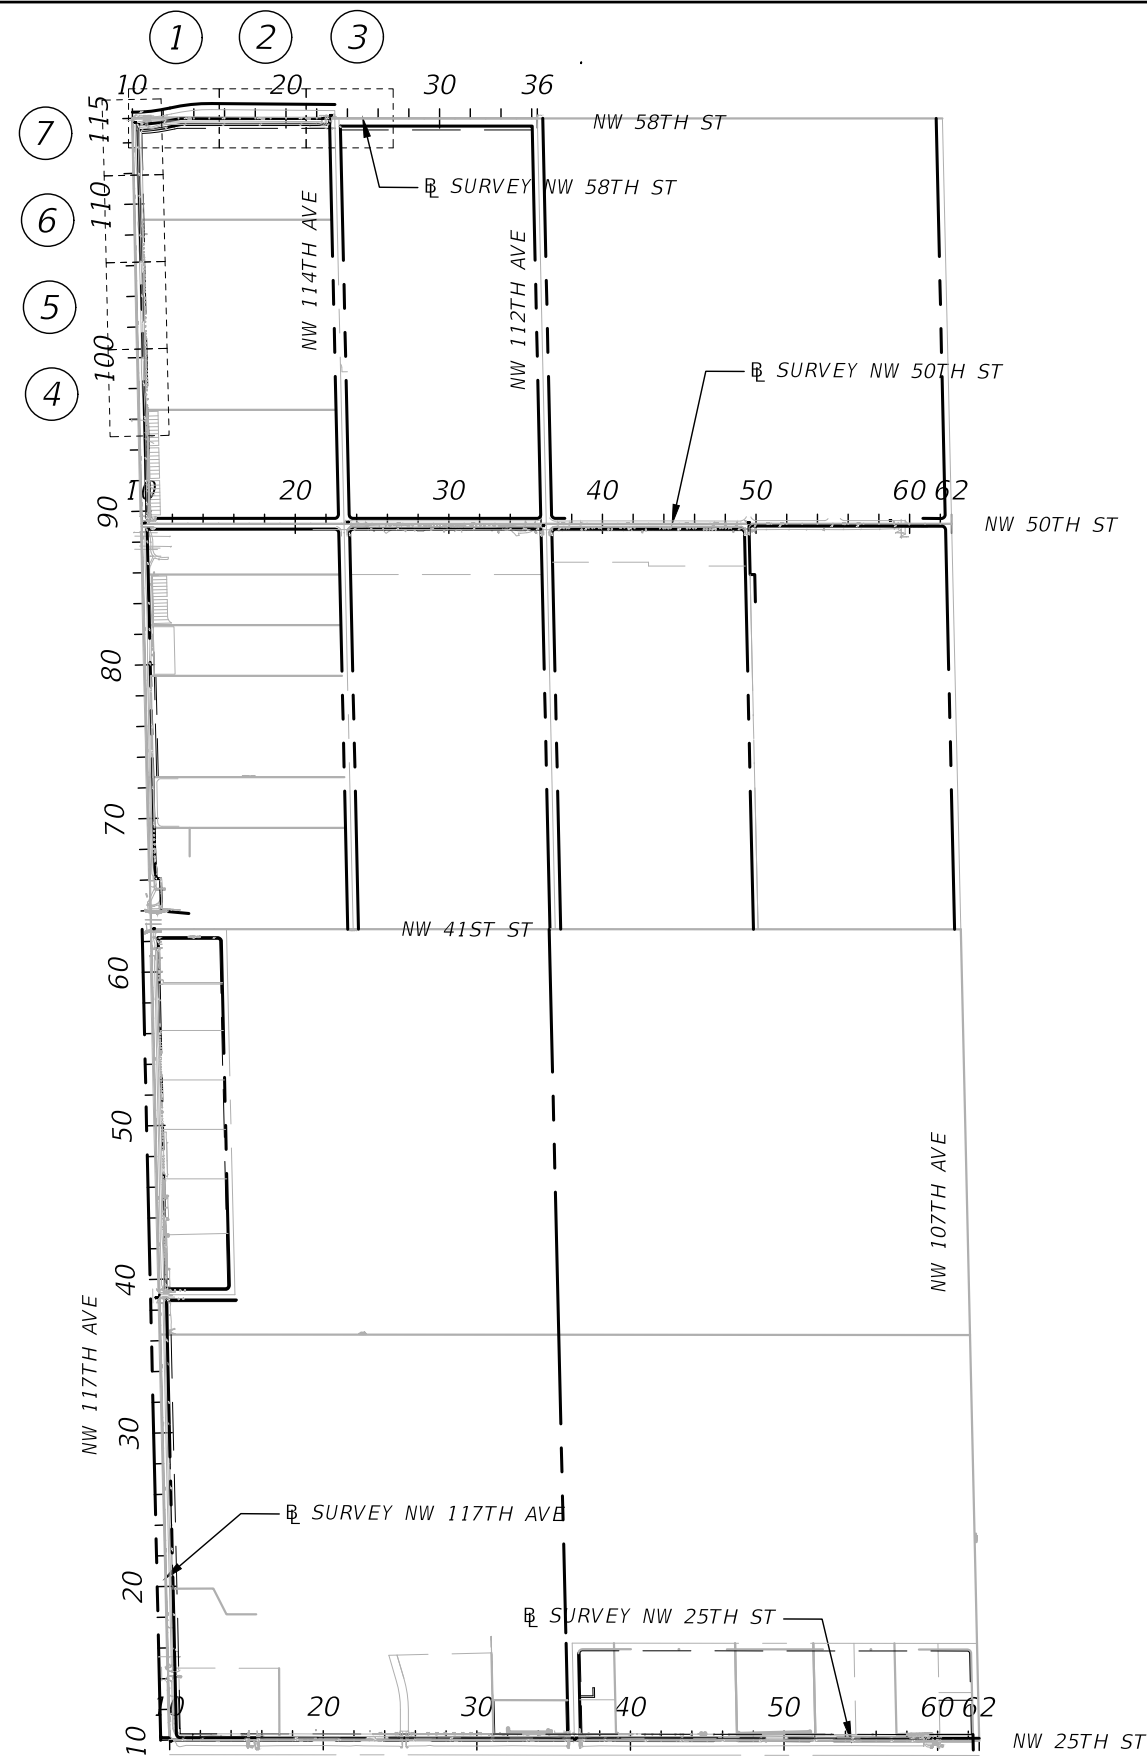 1 2 3
10 20 30 36
NW 58TH ST
7
115
℄ SURVEY NW 58TH ST
6
110
NW 114TH AVE
NW 112TH AVE
5
100
4
℄ SURVEY NW 50TH ST
90
10 20 30 40 50 60 62
NW 50TH ST
80
70
NW 41ST ST
60
50
NW 107TH AVE
40
NW 117TH AVE
30
℄ SURVEY NW 117TH AVE
20
℄ SURVEY NW 25TH ST
10 20 30 40 50 60 62
10
NW 25TH ST